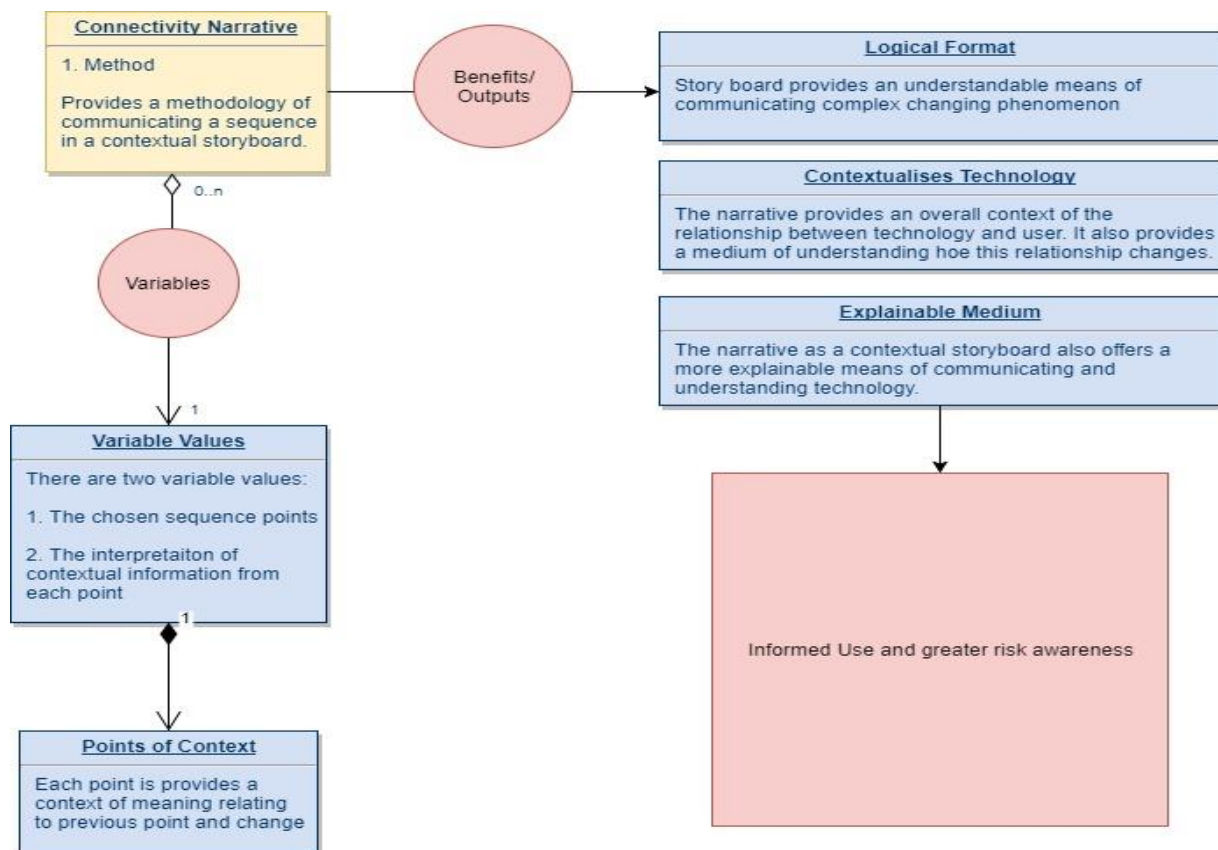 Connectivity Narrative
1. Method
Provides a methodology of
communicating a sequence
in a contextual storyboard.
0..n
Variables
1
Variable Values
There are two variable values:
1. The chosen sequence points
2. The interpretaiton of
contextual information from
each point
1
Points of Context
Each point is provides a
context of meaning relating
to previous point and change
Benefits/
Outputs
Logical Format
Story board provides an understandable means of
communicating complex changing phenomenon
Contextualises Technology
The narrative provides an overall context of the
relationship between technology and user. It also provides
a medium of understanding hoe this relationship changes.
Explainable Medium
The narrative as a contextual storyboard also offers a
more explainable means of communicating and
understanding technology.
Informed Use and greater risk awareness